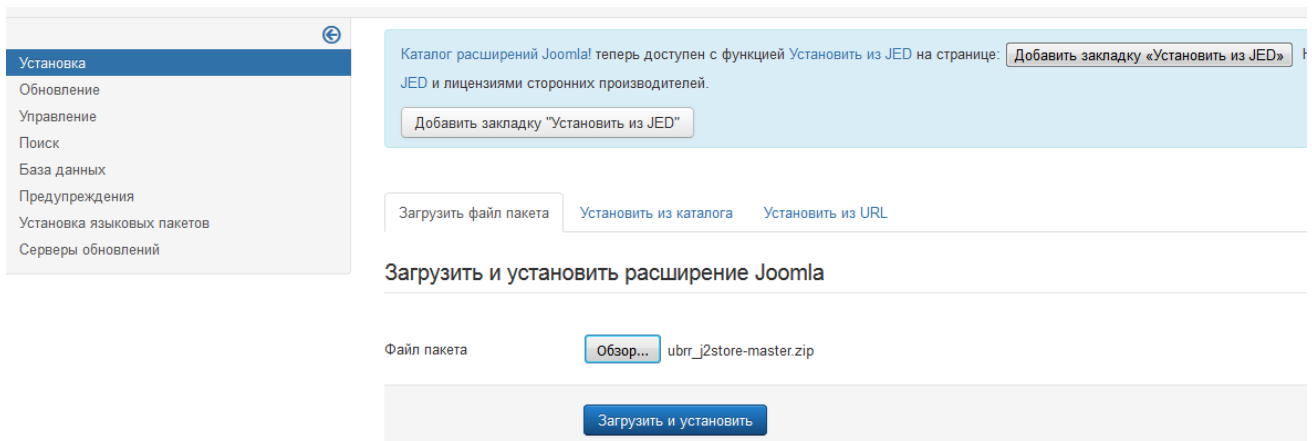 Установка
Обновление
Управление
Поиск
База данных
Предупреждения
Установка языковых пакетов
Серверы обновлений
Каталог расширений Joomla! теперь доступен с функцией Установить из JED на странице: Добавить закладку «Установить из JED»
JED и лицензиями сторонних производителей.
Добавить закладку "Установить из JED"
Загрузить файл пакета Установить из каталога Установить из URL
Загрузить и установить расширение Joomla
Файл пакета Обзор... ubrr_j2store-master.zip
Загрузить и установить